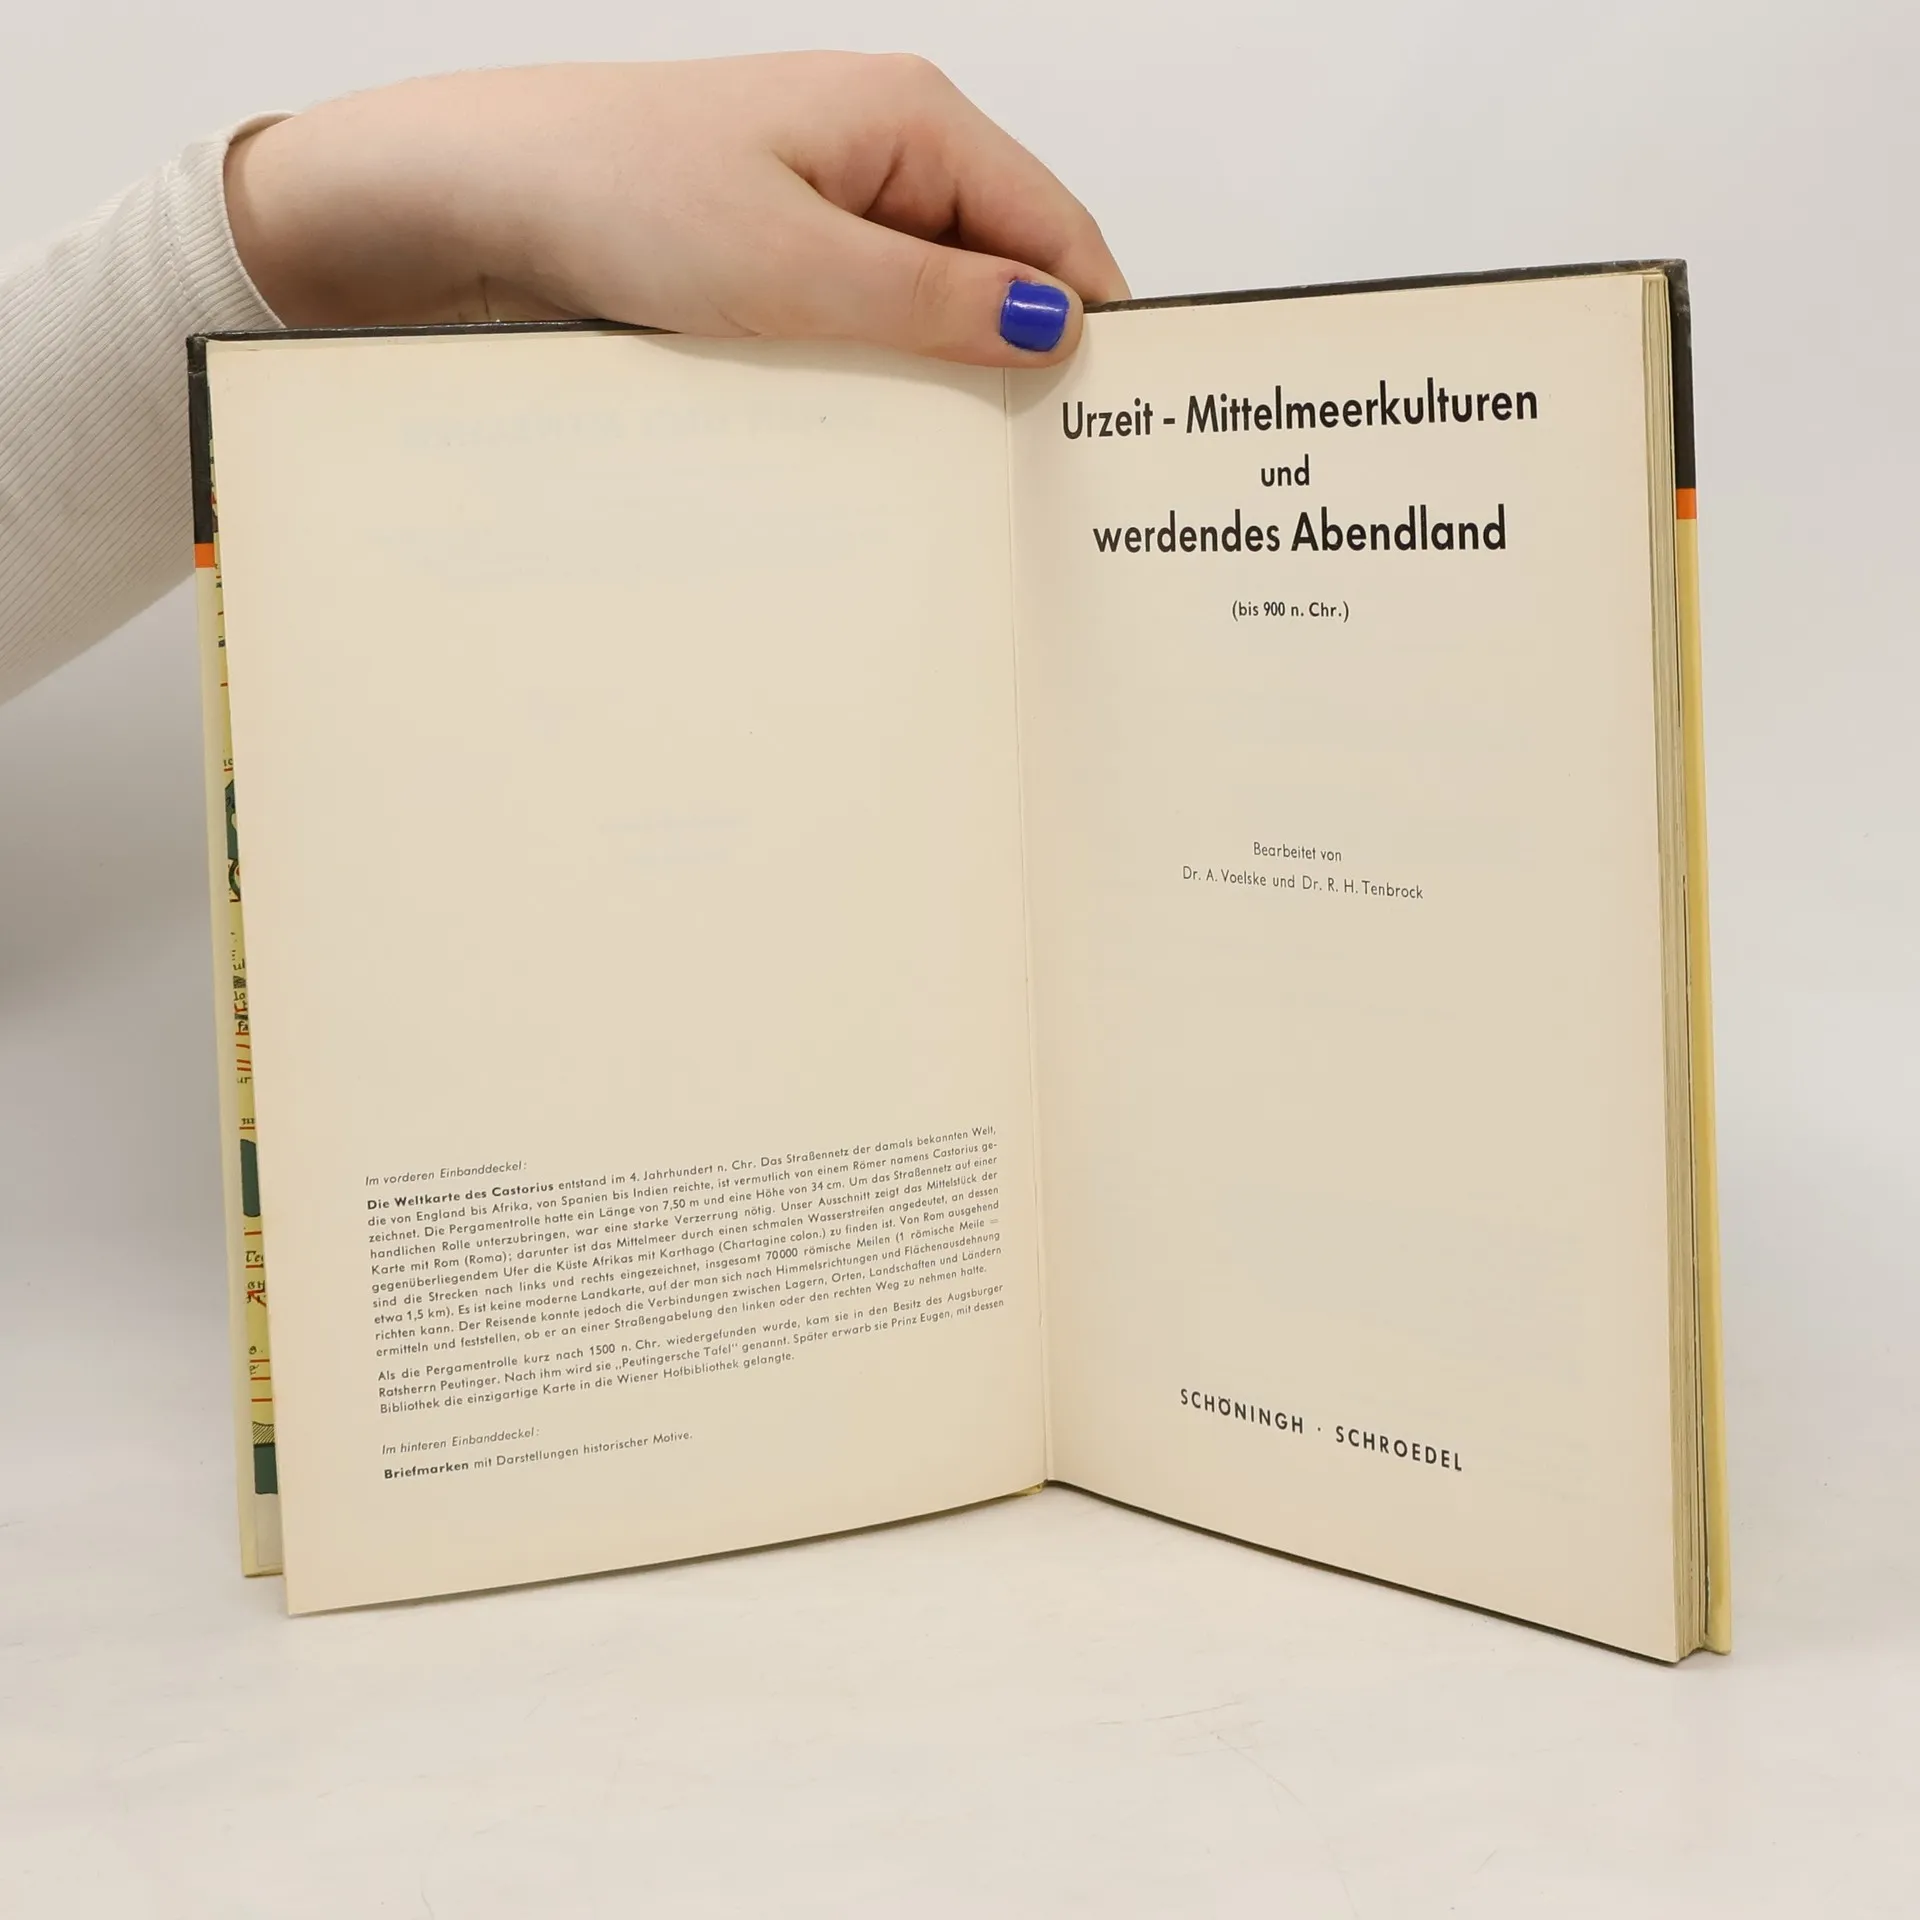 Im vorderen Einbanddeckel:
Die Weltkarte des Castorius entstand im 4. Jahrhundert n. Chr. Das Straßennetz der damals bekannten Welt,
die von England bis Afrika, von Spanien bis Indien reichte, ist vermutlich von einem Römer namens Castorius ge-
zeichnet. Die Pergamentrolle hatte ein Länge von 7,50 m und eine Höhe von 34 cm. Um das Straßennetz auf einer
handlichen Rolle unterzubringen, war eine starke Verzerrung nötig. Unser Ausschnitt zeigt das Mittelstück der
Karte mit Rom (Roma); darunter ist das Mittelmeer durch einen schmalen Wasserstreifen angedeutet, an dessen
gegenüberliegendem Ufer die Küste Afrikas mit Karthago (Chartagine colon.) zu finden ist. Von Rom ausgehend
sind die Strecken nach links und rechts eingezeichnet, insgesamt 70000 römische Meilen (1 römische Meile =
etwa 1,5 km). Es ist keine moderne Landkarte, auf der man sich nach Himmelsrichtungen und Flächenausdehnung
richten kann. Der Reisende konnte jedoch die Verbindungen zwischen Lagern, Orten, Landschaften und Ländern
ermitteln und feststellen, ob er an einer Straßengabelung den linken oder den rechten Weg zu nehmen hatte.
Als die Pergamentrolle kurz nach 1500 n. Chr. wiedergefunden wurde, kam sie in den Besitz des Augsburger
Ratsherrn Peutinger. Nach ihm wird sie „Peutingersche Tafel" genannt. Später erwarb sie Prinz Eugen, mit dessen
Bibliothek die einzigartige Karte in die Wiener Hofbibliothek gelangte.
Im hinteren Einbanddeckel:
Briefmarken mit Darstellungen historischer Motive.
Urzeit - Mittelmeerkulturen
und
werdendes Abendland
(bis 900 n. Chr.)
Bearbeitet von
Dr. A. Voelske und Dr. R. H. Tenbrock
SCHÖNINGH · SCHROEDEL